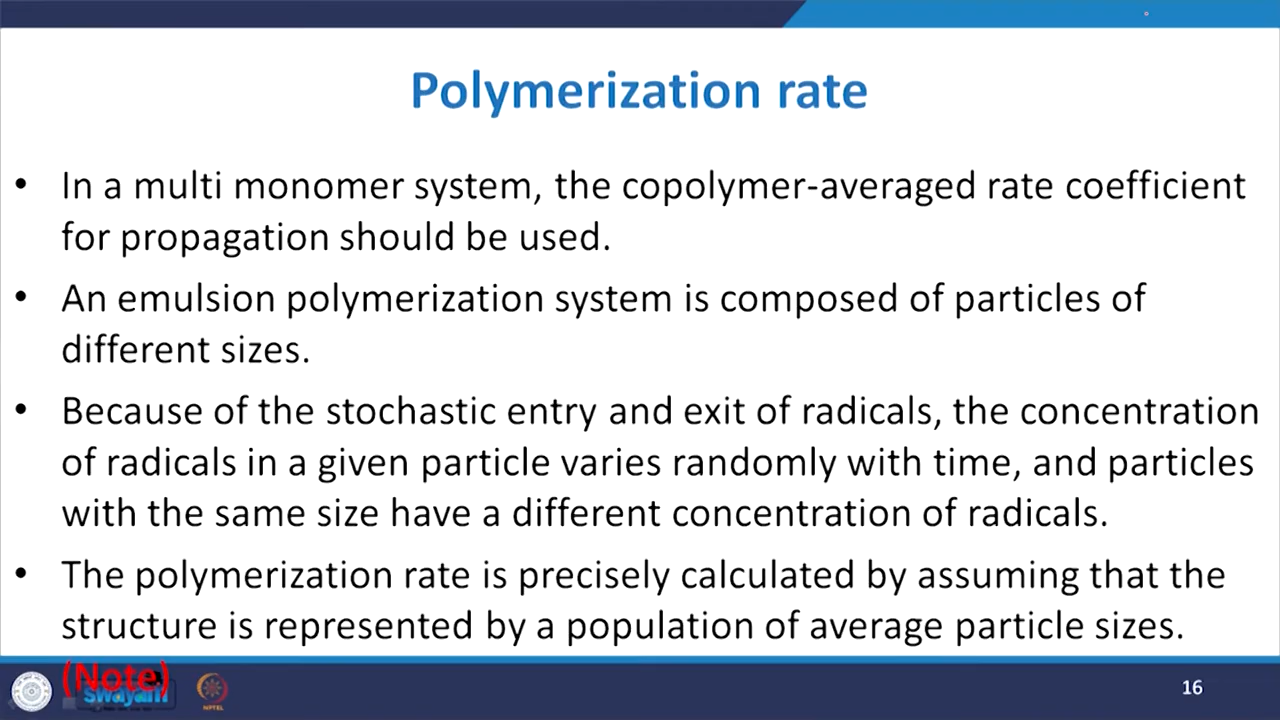 Polymerization rate
• In a multi monomer system, the copolymer-averaged rate coefficient
for propagation should be used.
• An emulsion polymerization system is composed of particles of
different sizes.
• Because of the stochastic entry and exit of radicals, the concentration
of radicals in a given particle varies randomly with time, and particles
with the same size have a different concentration of radicals.
• The polymerization rate is precisely calculated by assuming that the
structure is represented by a population of average particle sizes.
(Note)
swayam
NPTEL
16